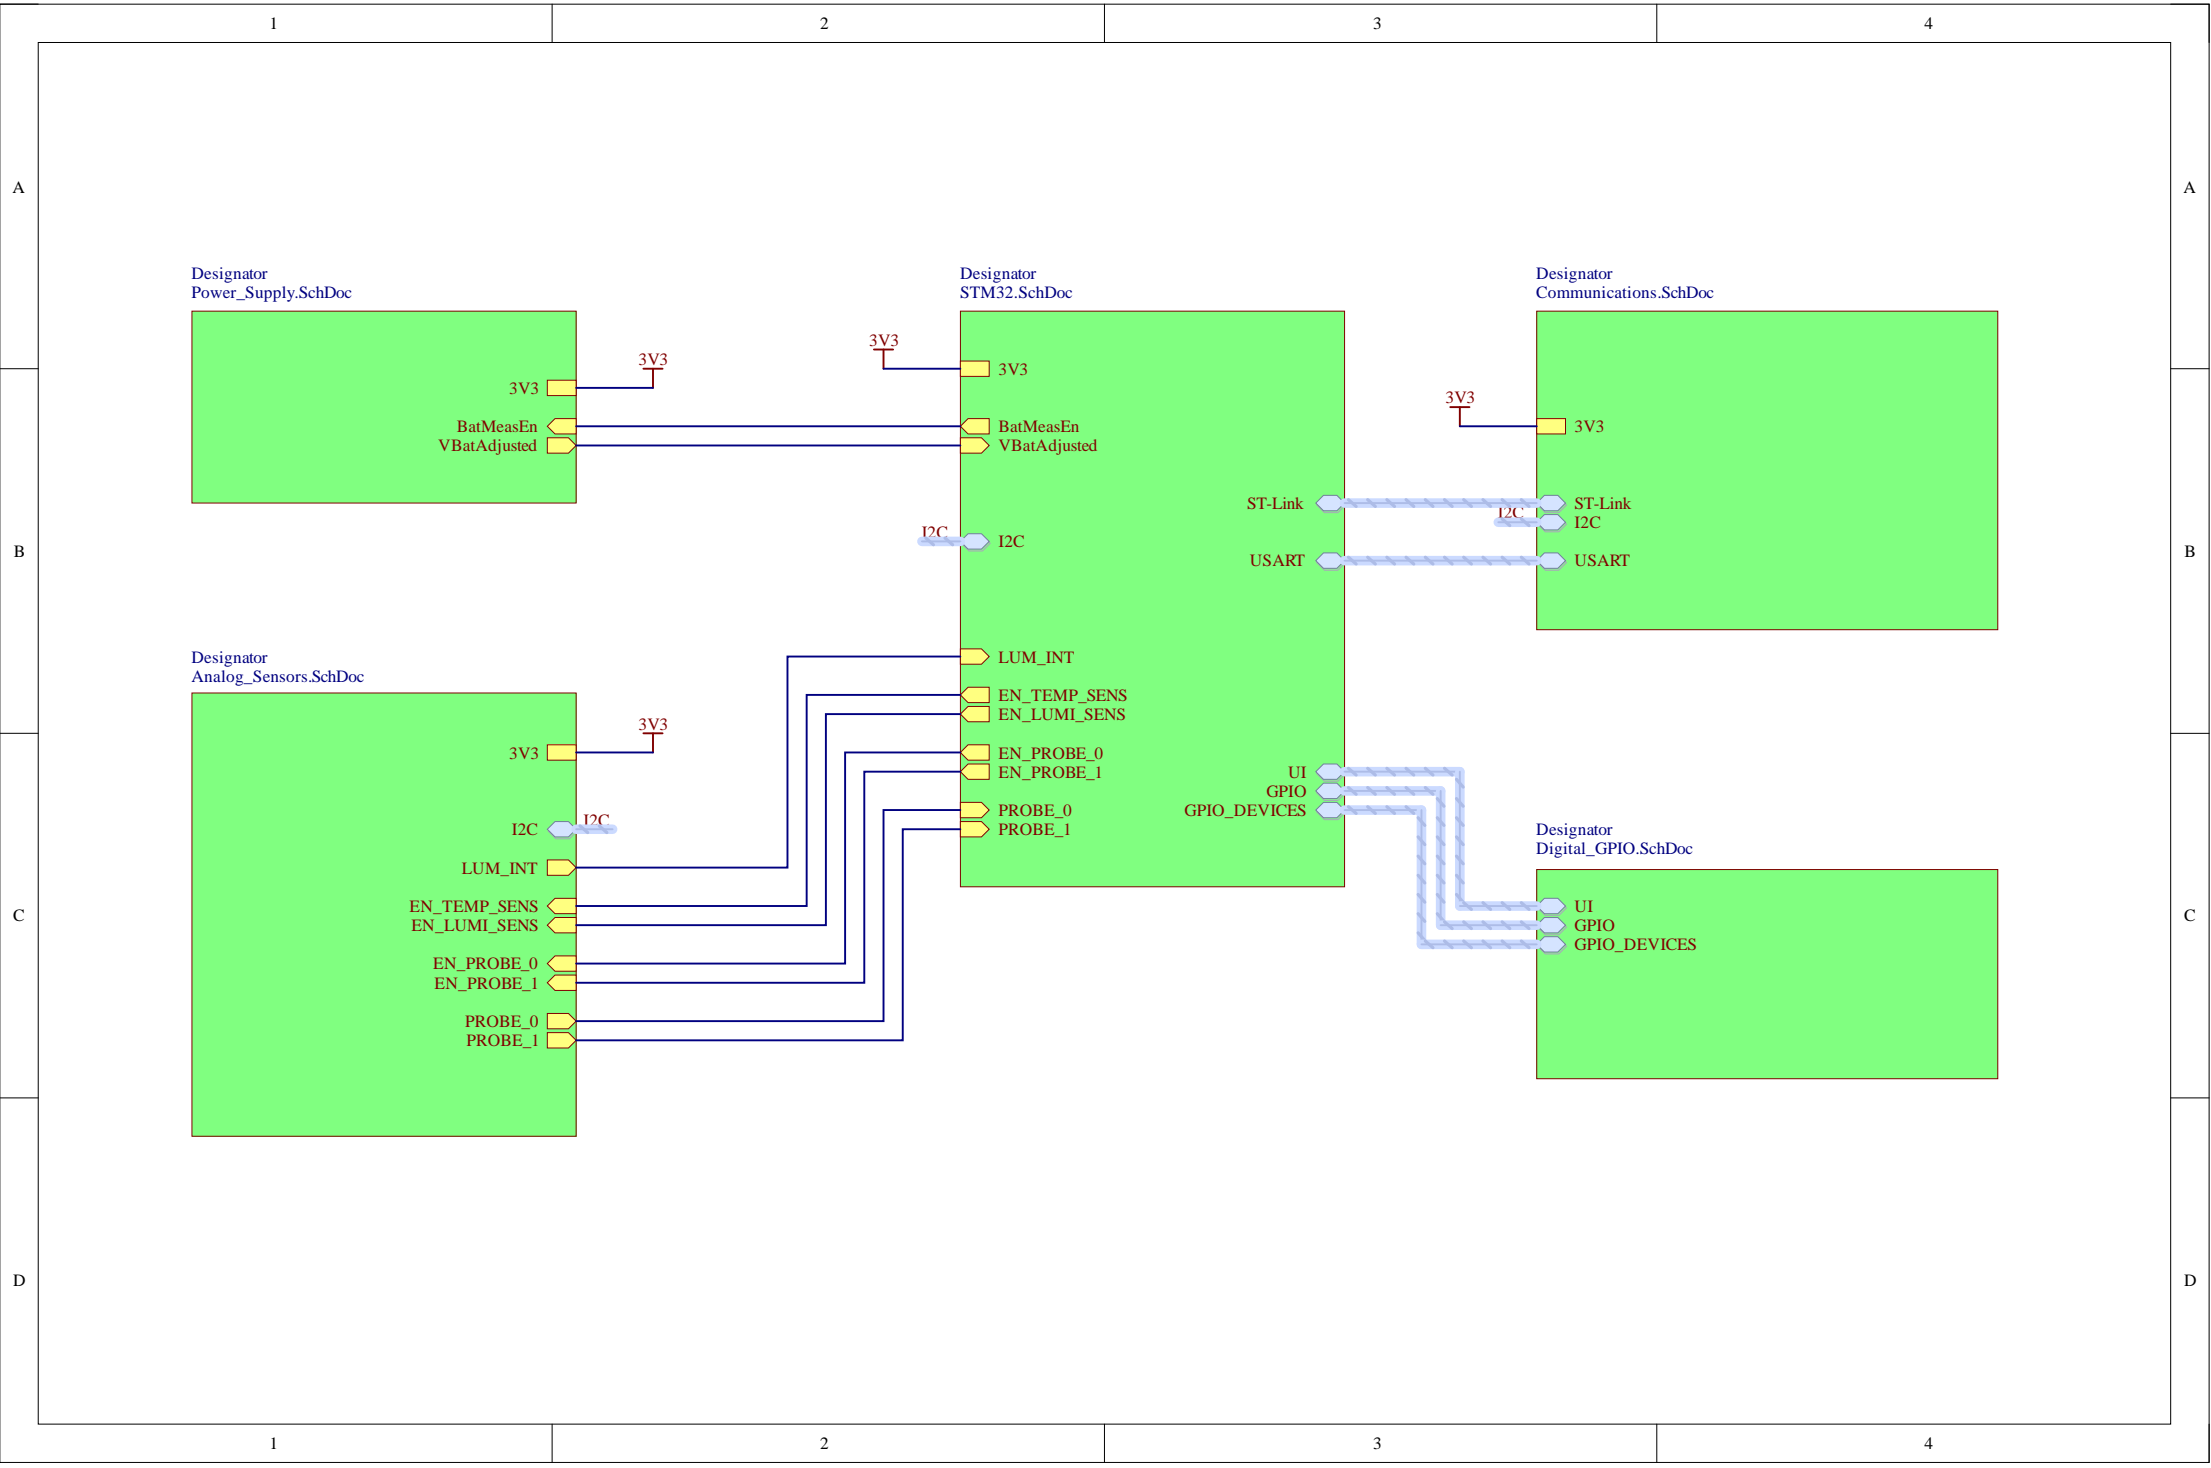 1 2 3 4
A A
Designator
Power_Supply.SchDoc
3V3
3V3
BatMeasEn
VBatAdjusted
Designator
STM32.SchDoc
3V3
3V3
BatMeasEn
VBatAdjusted
I2C
I2C
LUM_INT
EN_TEMP_SENS
EN_LUMI_SENS
EN_PROBE_0
EN_PROBE_1
PROBE_0
PROBE_1
ST-Link
USART
UI
GPIO
GPIO_DEVICES
Designator
Communications.SchDoc
3V3
3V3
ST-Link
I2C
I2C
USART
B B
Designator
Analog_Sensors.SchDoc
3V3
3V3
I2C
I2C
LUM_INT
EN_TEMP_SENS
EN_LUMI_SENS
EN_PROBE_0
EN_PROBE_1
PROBE_0
PROBE_1
Designator
Digital_GPIO.SchDoc
UI
GPIO
GPIO_DEVICES
C C
D D
1 2 3 4